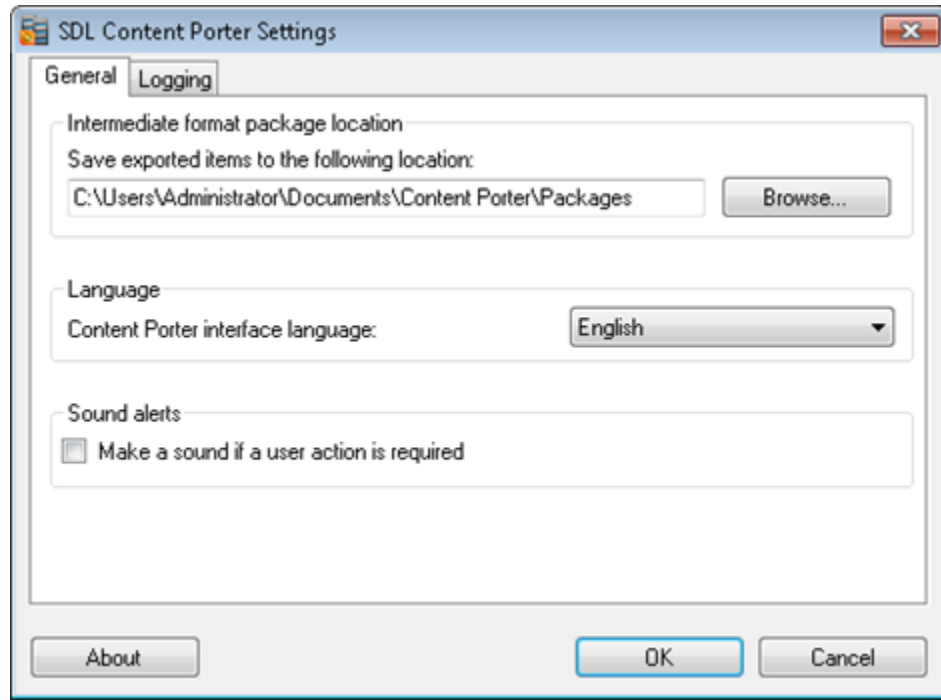 SDL Content Porter Settings
General
Logging
Intermediate format package location
Save exported items to the following location:
C:\Users\Administrator\Documents\Content Porter\Packages
Browse...
Language
Content Porter interface language:
English
Sound alerts
Make a sound if a user action is required
About
OK
Cancel